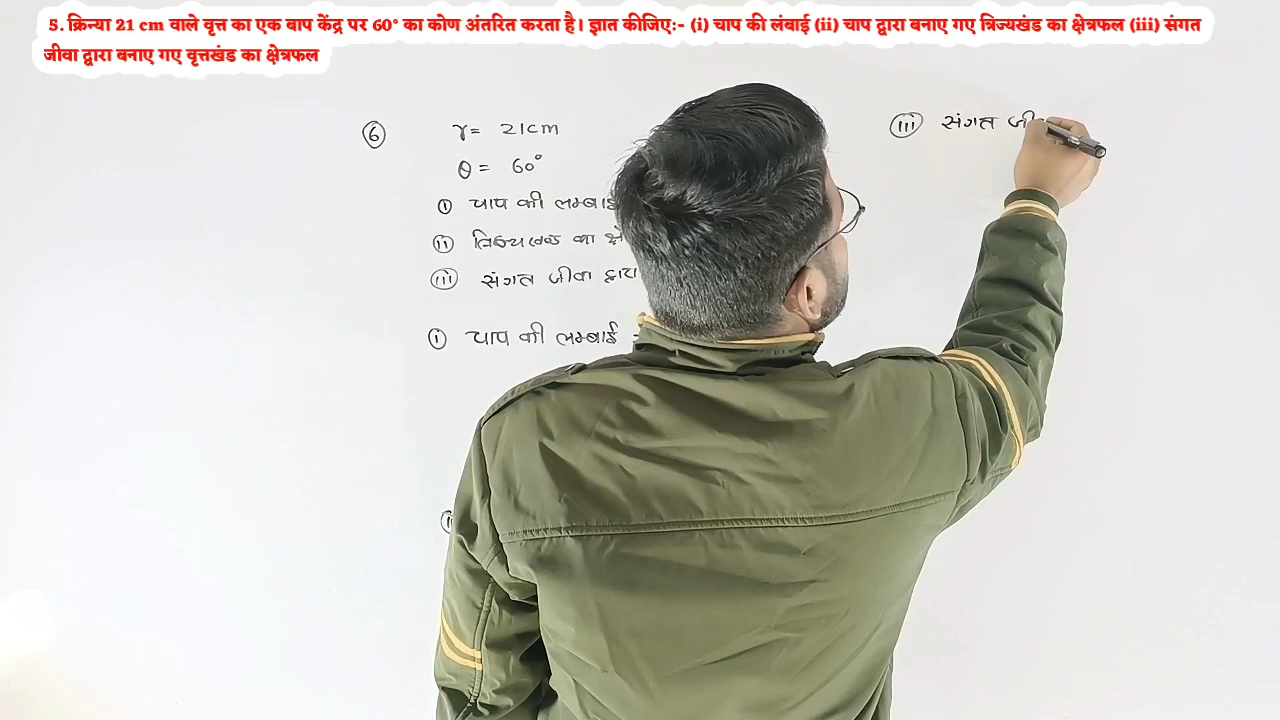 5. क्रिन्या 21 cm वाले वृत्त का एक बाप केंद्र पर 60° का कोण अंतरित करता है। ज्ञात कीजिए:- (i) चाप की लंबाई (ii) चाप द्वारा बनाए गए त्रिज्यखंड का क्षेत्रफल (iii) संगत
जीवा द्वारा बनाए गए वृत्तखंड का क्षेत्रफल
6 r = 21cm
θ = 60°
i चाप की लम्बाई
ii त्रिज्यखण्ड का क्षे
iii संगत जीवा द्वारा
i चाप की लम्बाई =
iii संगत जी